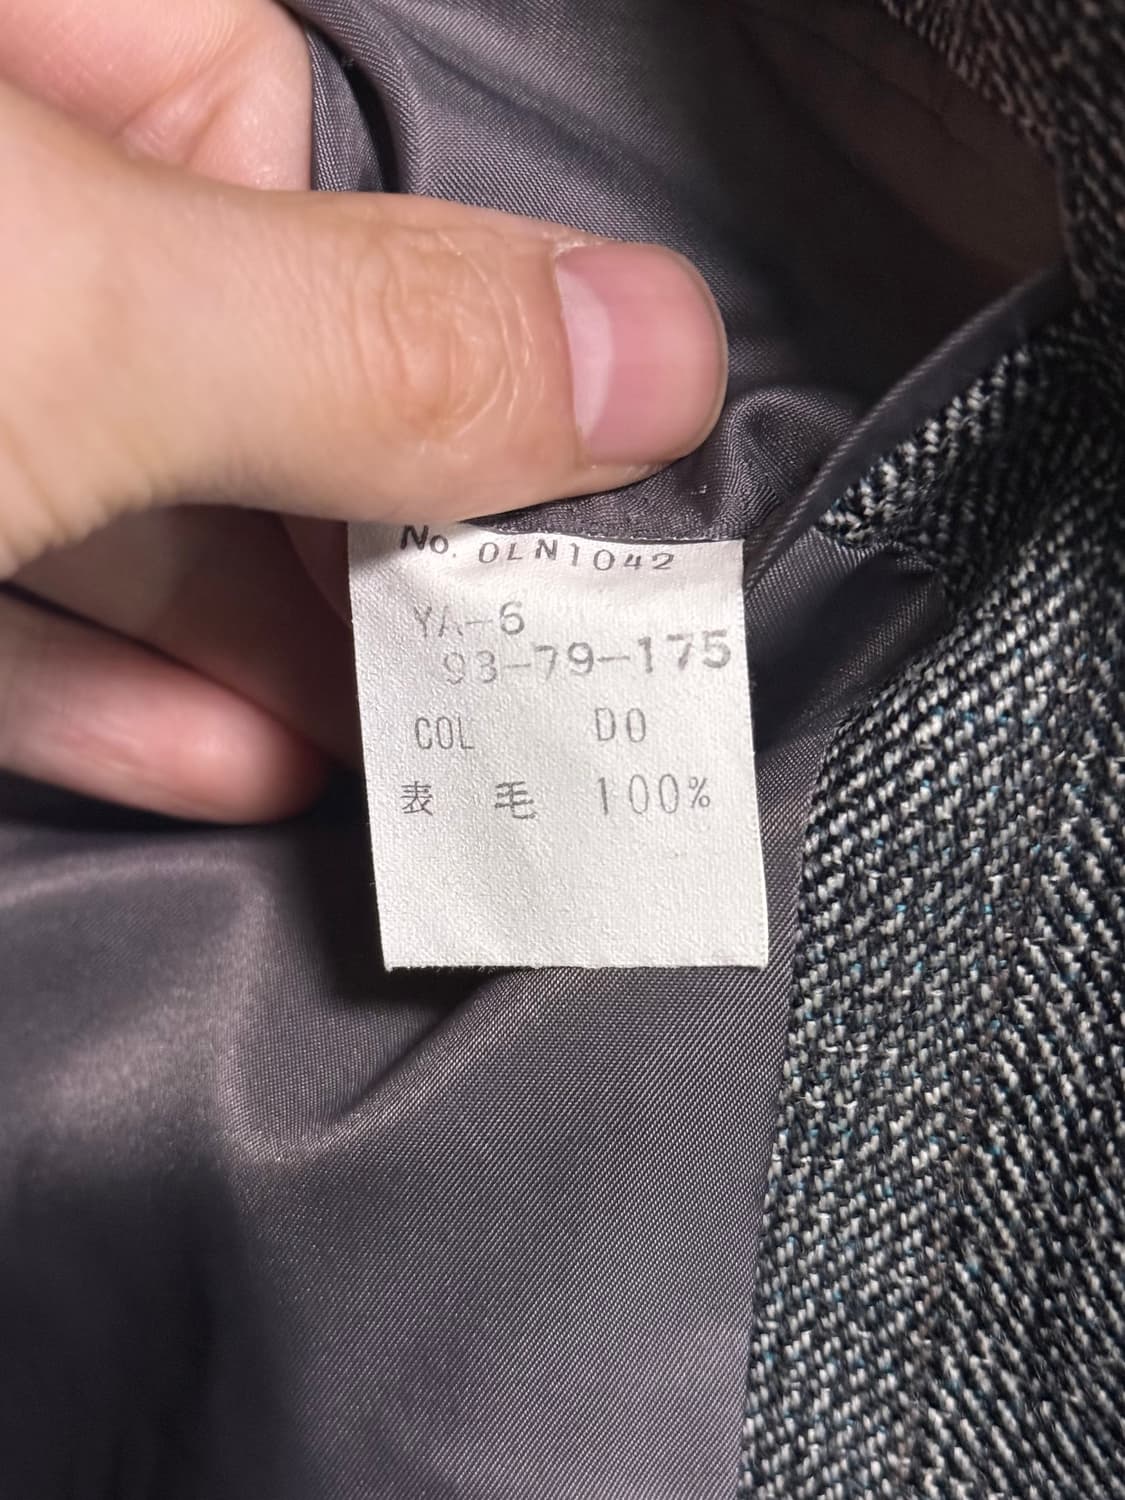 No. OLN1042
YA-6
93-79-175
COL DO
表 毛 100%